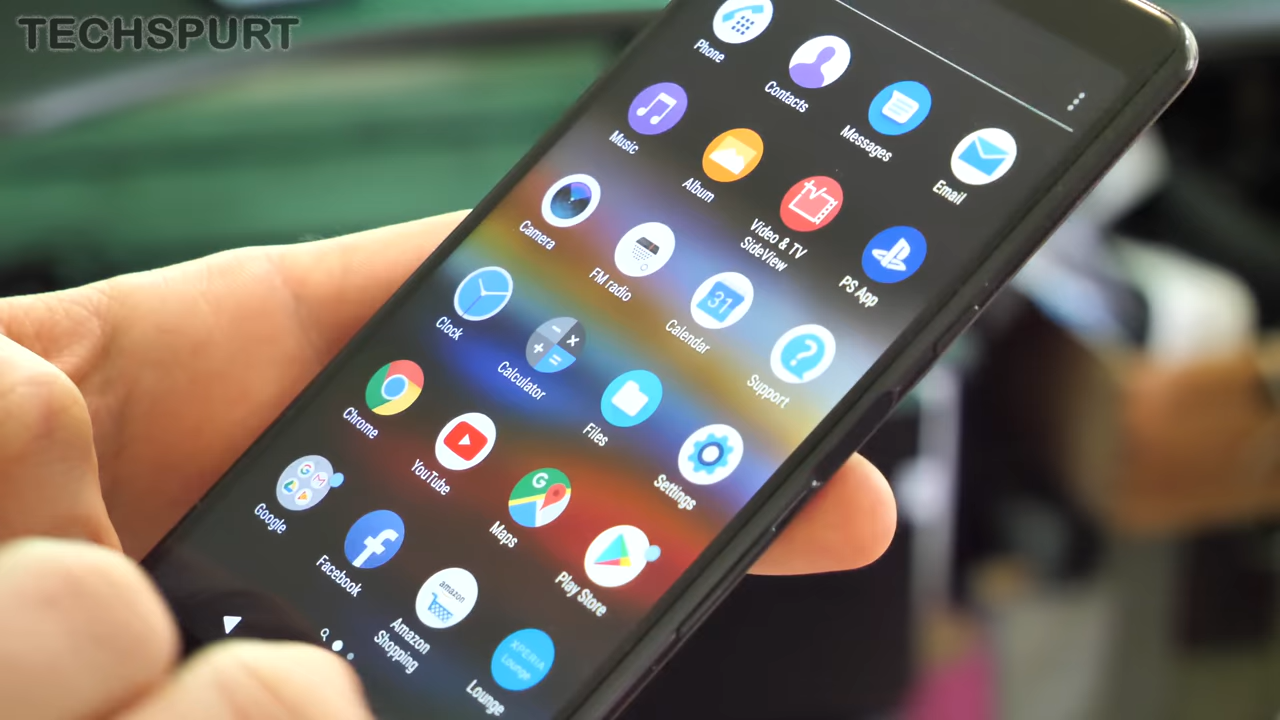 TECHSPURT
Phone
Contacts
Messages
Email
Music
Album
Video & TV
SideView
PS App
Camera
FM radio
31
Calendar
Support
Clock
Calculator
Files
Settings
Chrome
YouTube
G
Maps
Play Store
G M
Google
Facebook
amazon
Amazon
Shopping
XPERIA
Lounge
Lounge